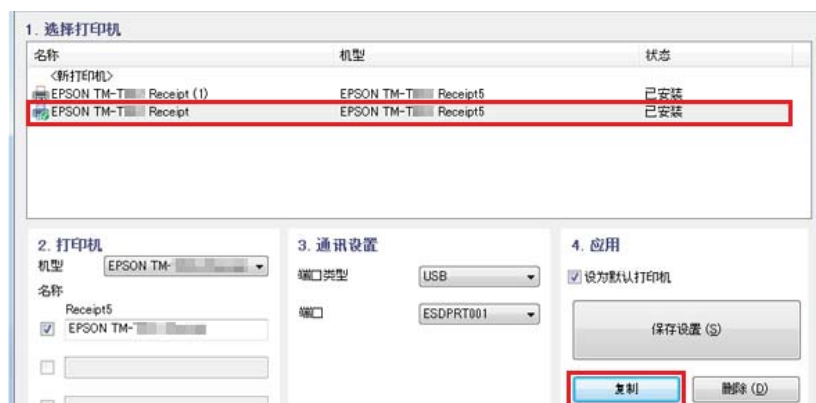 1. 选择打印机
名称 机型 状态
<新打印机>
EPSON TM-T Receipt (1) EPSON TM-T Receipt5 已安装
EPSON TM-T Receipt EPSON TM-T Receipt5 已安装
2. 打印机
机型 EPSON TM-
名称
Receipt5
EPSON TM-
3. 通讯设置
端口类型 USB
端口 ESDPRT001
4. 应用
设为默认打印机
保存设置 (S)
复制 删除 (D)